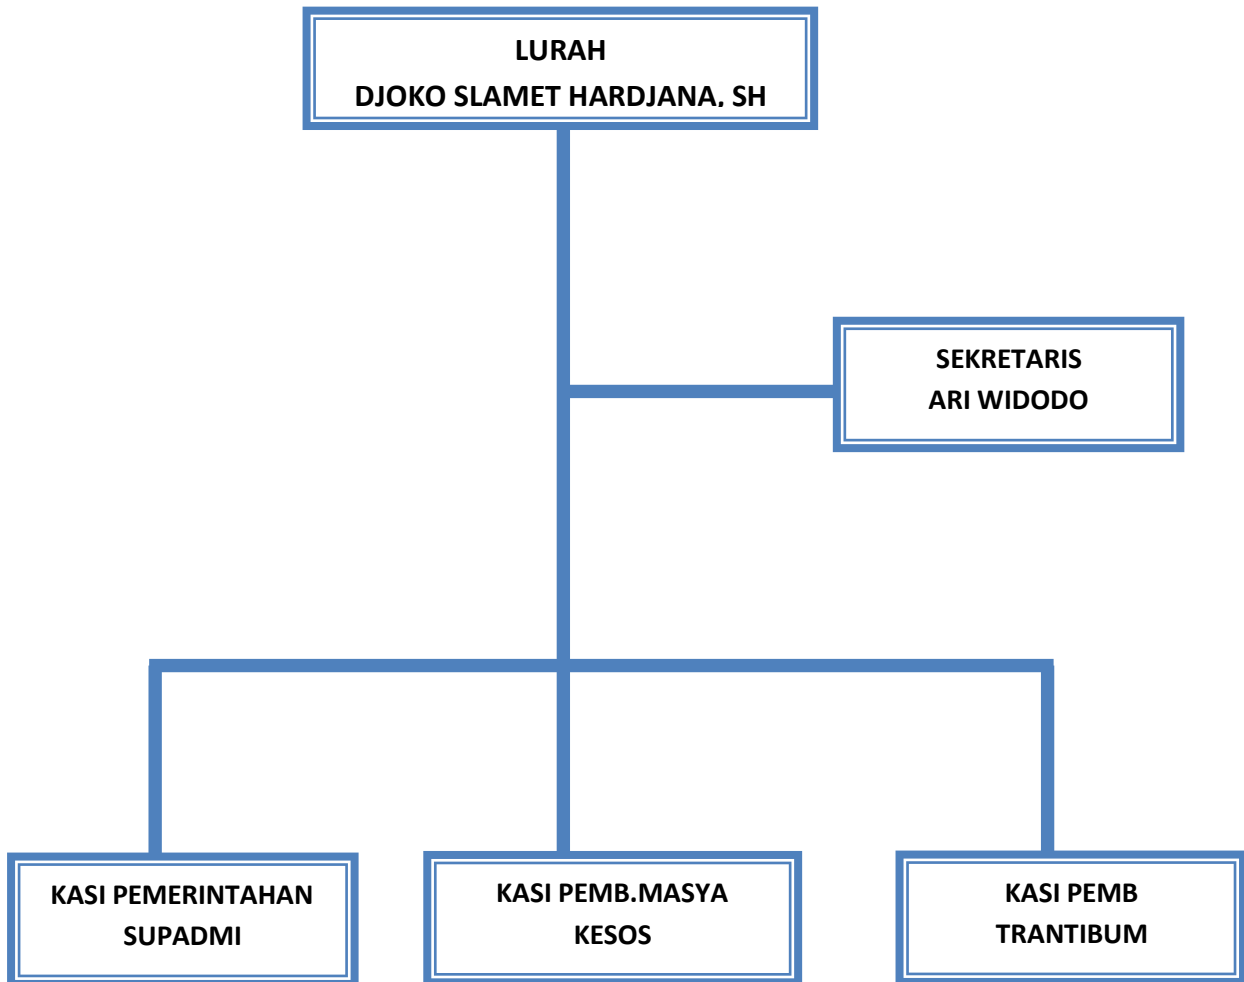 LURAH
DJOKO SLAMET HARDJANA, SH
SEKRETARIS
ARI WIDODO
KASI PEMERINTAHAN
SUPADMI
KASI PEMB.MASYA
KESOS
KASI PEMB
TRANTIBUM